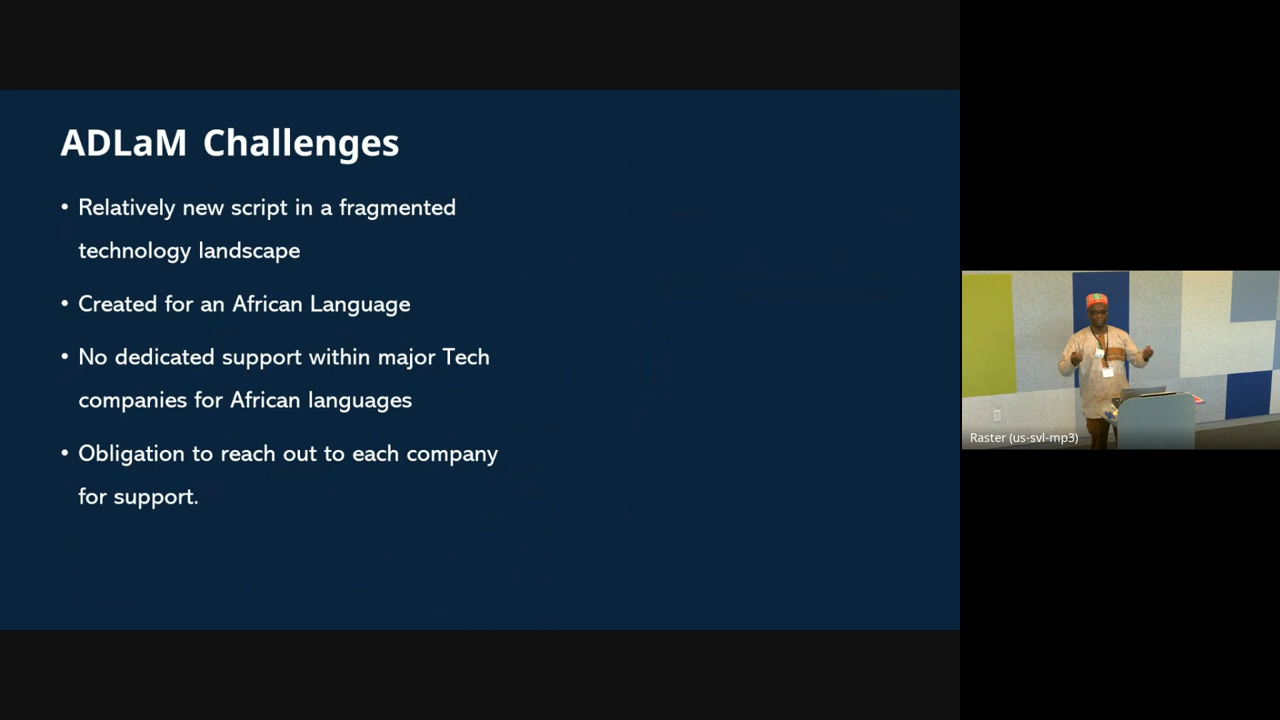 ADLaM Challenges
• Relatively new script in a fragmented
technology landscape
• Created for an African Language
• No dedicated support within major Tech
companies for African languages
• Obligation to reach out to each company
for support.
Raster (us-svl-mp3)